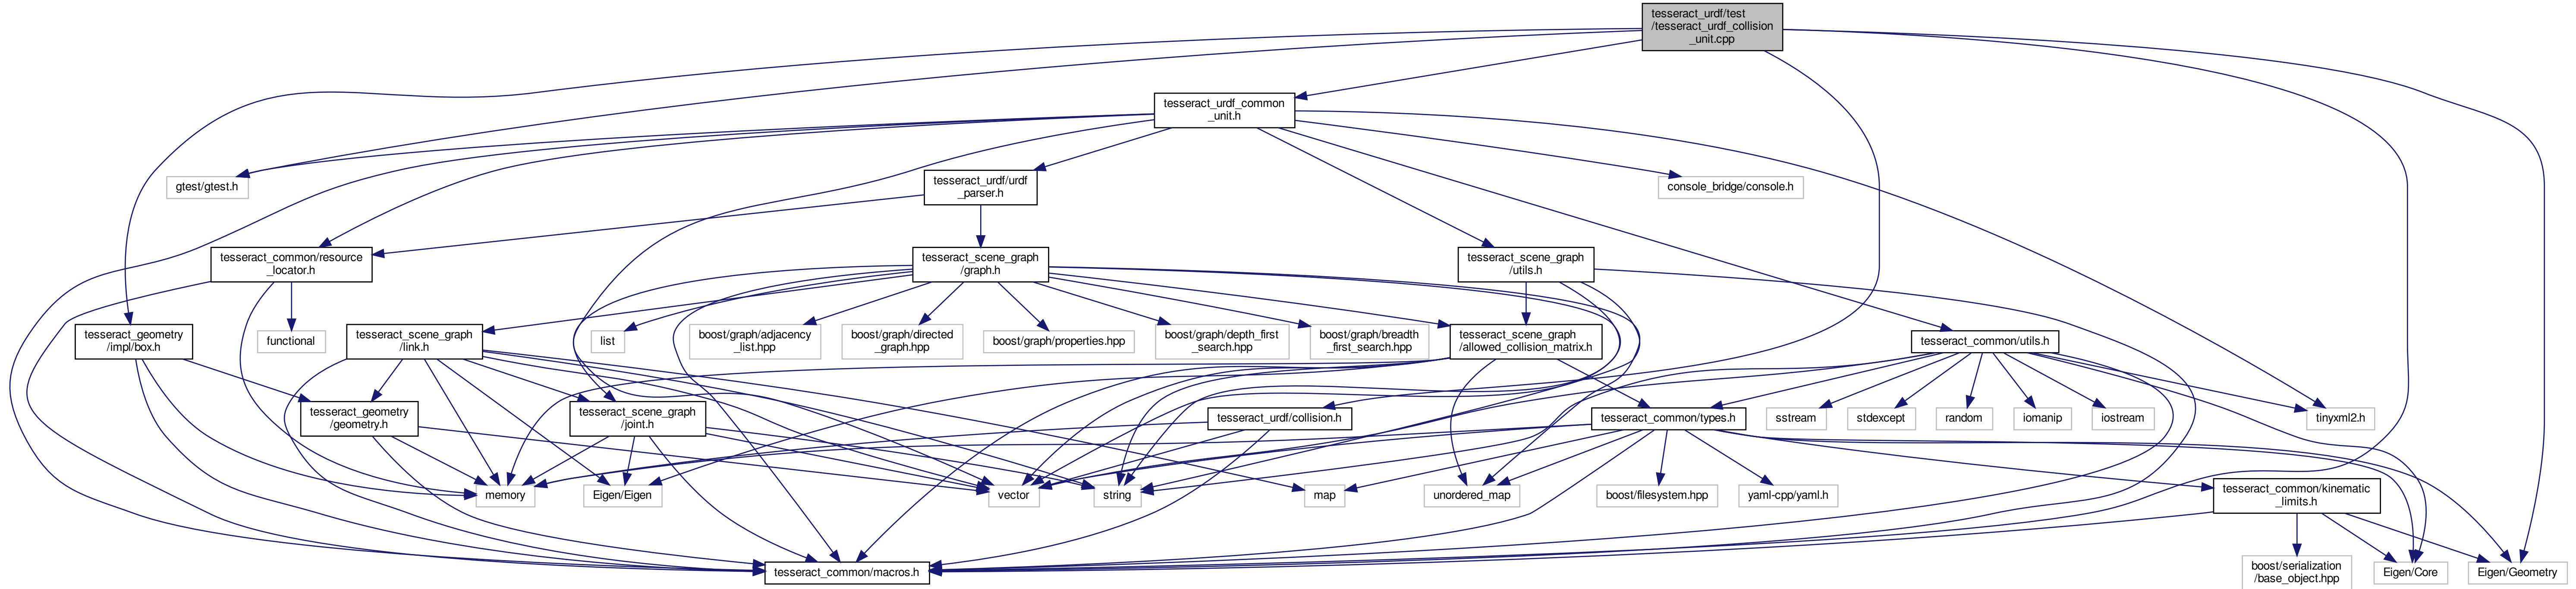 tesseract_urdf/test
/tesseract_urdf_collision
_unit.cpp
tesseract_urdf_common
_unit.h
gtest/gtest.h
tesseract_urdf/urdf
_parser.h
console_bridge/console.h
tesseract_common/resource
_locator.h
tesseract_scene_graph
/graph.h
tesseract_scene_graph
/utils.h
tesseract_geometry
/impl/box.h
functional
tesseract_scene_graph
/link.h
list
boost/graph/adjacency
_list.hpp
boost/graph/directed
_graph.hpp
boost/graph/properties.hpp
boost/graph/depth_first
_search.hpp
boost/graph/breadth
_first_search.hpp
tesseract_scene_graph
/allowed_collision_matrix.h
tesseract_common/utils.h
tesseract_geometry
/geometry.h
tesseract_scene_graph
/joint.h
tesseract_urdf/collision.h
tesseract_common/types.h
sstream
stdexcept
random
iomanip
iostream
tinyxml2.h
memory
Eigen/Eigen
vector
string
map
unordered_map
boost/filesystem.hpp
yaml-cpp/yaml.h
tesseract_common/kinematic
_limits.h
tesseract_common/macros.h
boost/serialization
/base_object.hpp
Eigen/Core
Eigen/Geometry